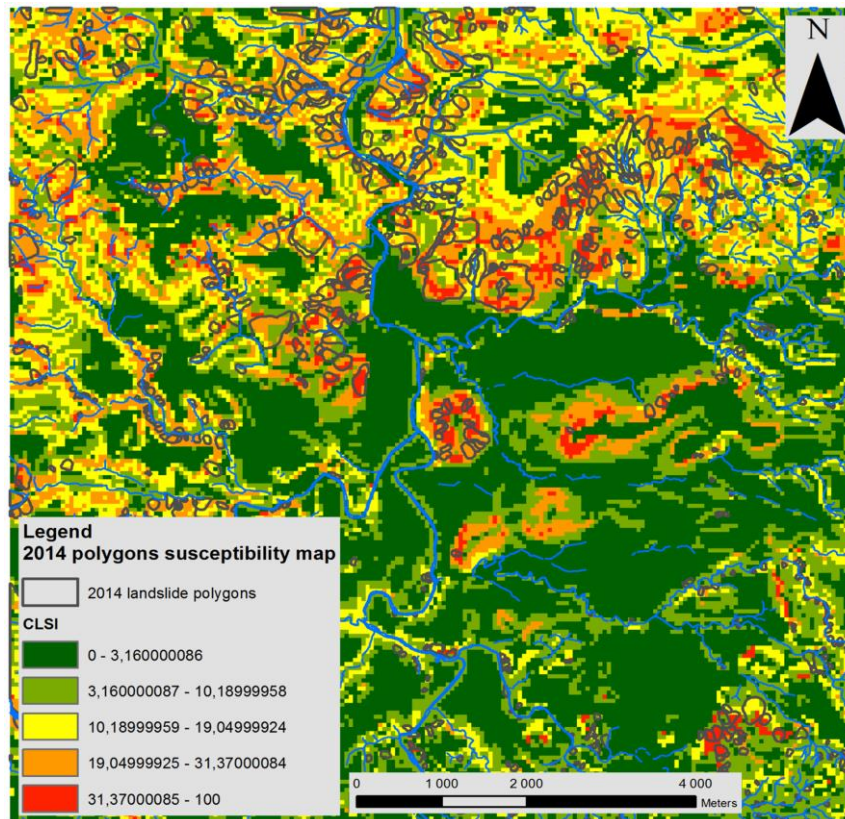 N
Legend
2014 polygons susceptibility map
2014 landslide polygons
CLSI
0 - 3,160000086
3,160000087 - 10,18999958
10,18999959 - 19,04999924
19,04999925 - 31,37000084
31,37000085 - 100
0 1 000 2 000 4 000
Meters